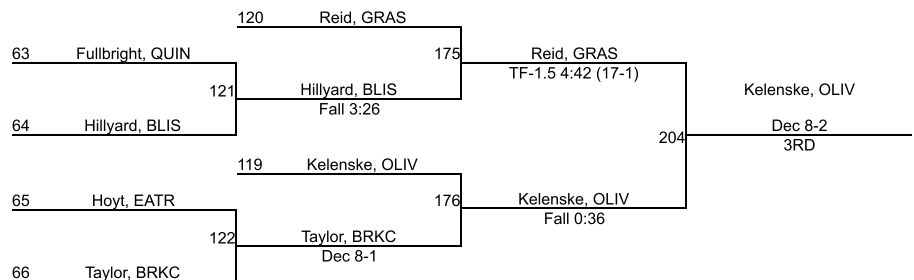 120 Reid, GRAS
63 Fullbright, QUIN
175 Reid, GRAS
TF-1.5 4:42 (17-1)
121 Hillyard, BLIS
Fall 3:26
Kelenske, OLIV
64 Hillyard, BLIS
204 Dec 8-2
3RD
119 Kelenske, OLIV
65 Hoyt, EATR
176 Kelenske, OLIV
Fall 0:36
122 Taylor, BRKC
Dec 8-1
66 Taylor, BRKC